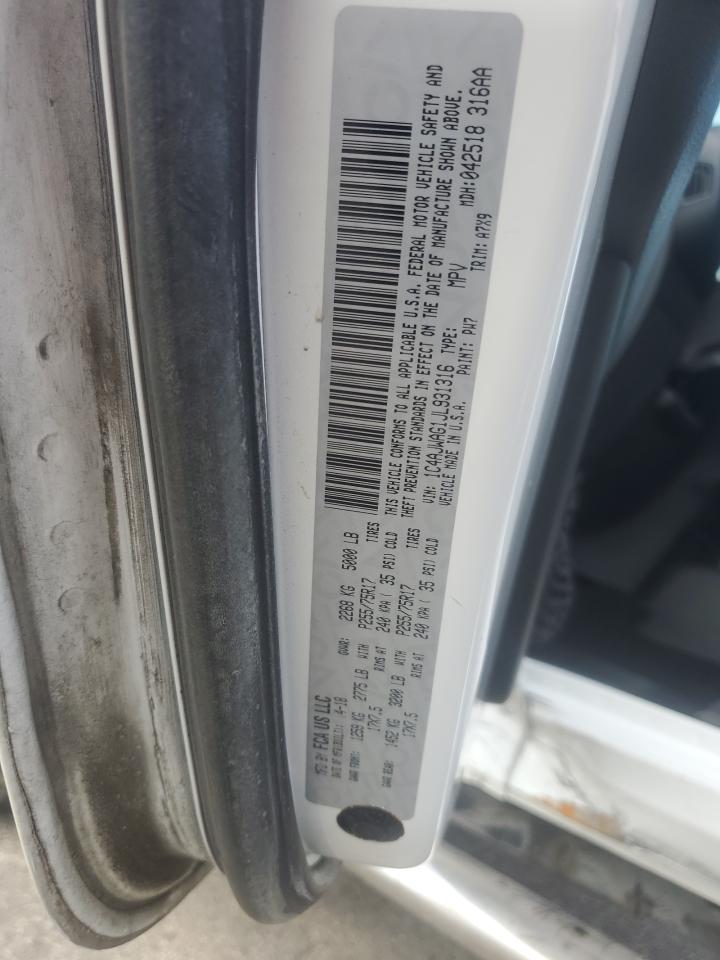 MFD BY FCA US LLC
DATE OF MFR(BUILT): 4-18 GVWR: 2268 KG 5000 LB
GAWR FRONT: 1259 KG 2775 LB WITH P255/75R17 TIRES
17X7.5 RIMS AT 240 KPA ( 35 PSI) COLD
GAWR REAR: 1452 KG 3200 LB WITH P255/75R17 TIRES
17X7.5 RIMS AT 240 KPA ( 35 PSI) COLD
THIS VEHICLE CONFORMS TO ALL APPLICABLE U.S.A. FEDERAL MOTOR VEHICLE SAFETY AND
THEFT PREVENTION STANDARDS IN EFFECT ON THE DATE OF MANUFACTURE SHOWN ABOVE.
VIN: 1C4AJWAG1JL931316 TYPE: MPV MDH:042518 316AA
VEHICLE MADE IN U.S.A. PAINT: PW7 TRIM: A7X9